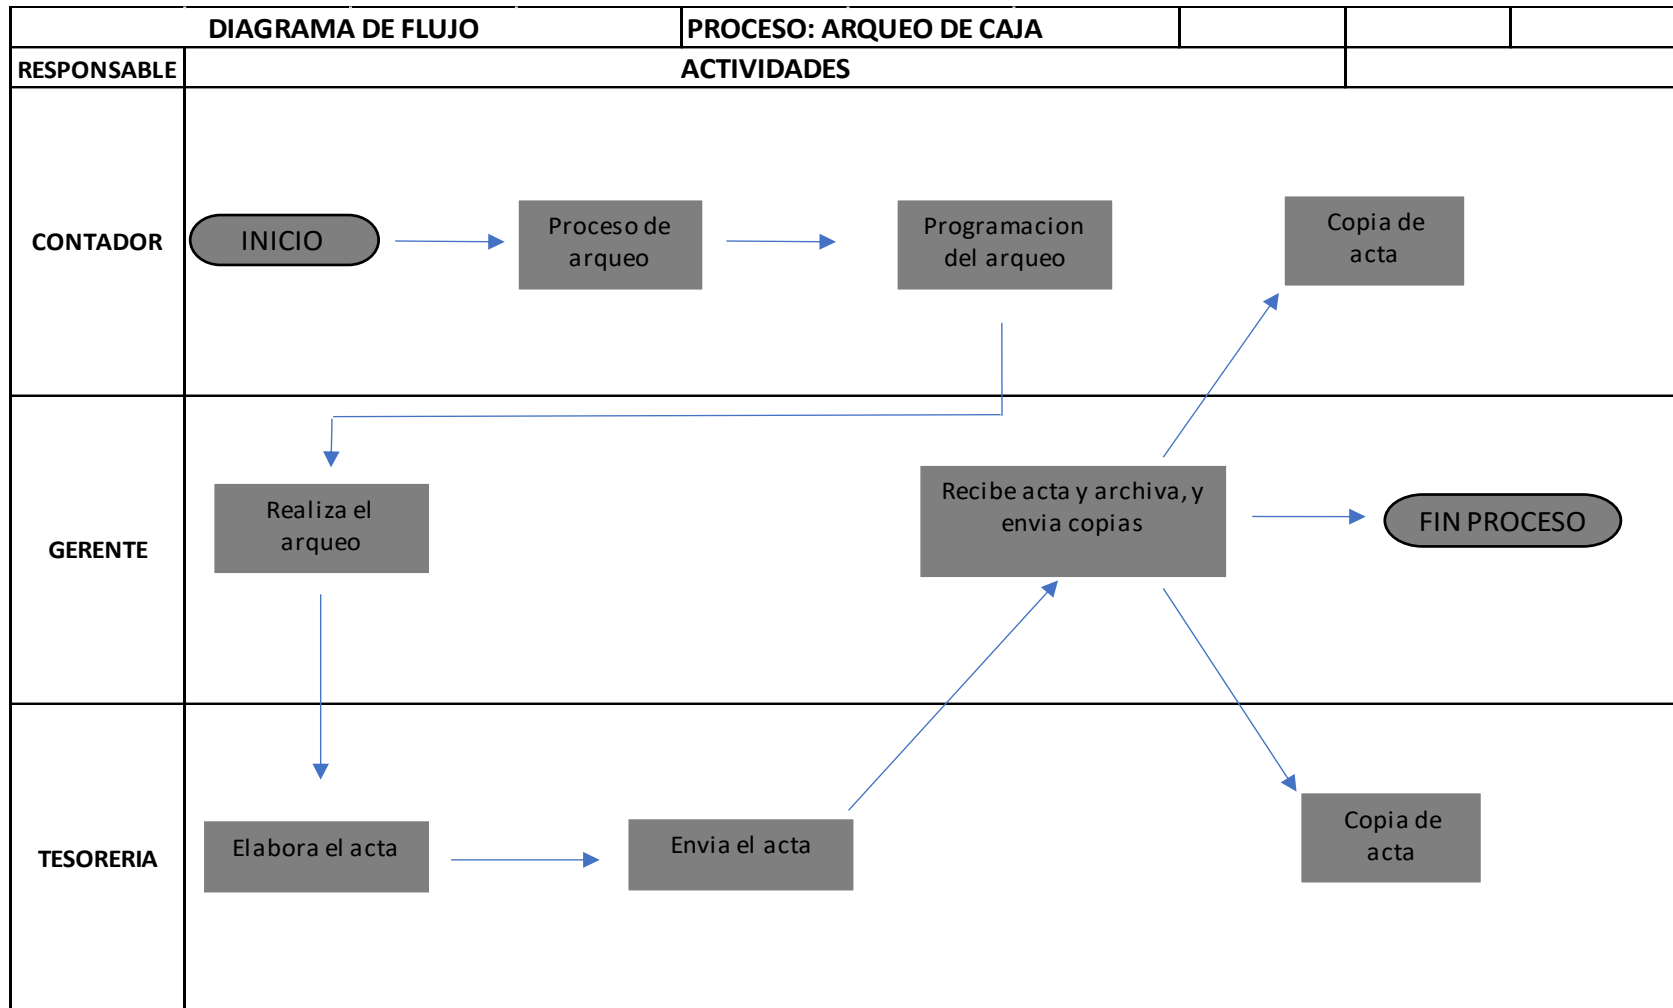 DIAGRAMA DE FLUJO
PROCESO: ARQUEO DE CAJA
RESPONSABLE
ACTIVIDADES
CONTADOR
INICIO
Proceso de
arqueo
Programacion
del arqueo
Copia de
acta
GERENTE
Realiza el
arqueo
Recibe acta y archiva, y
envia copias
FIN PROCESO
TESORERIA
Elabora el acta
Envia el acta
Copia de
acta